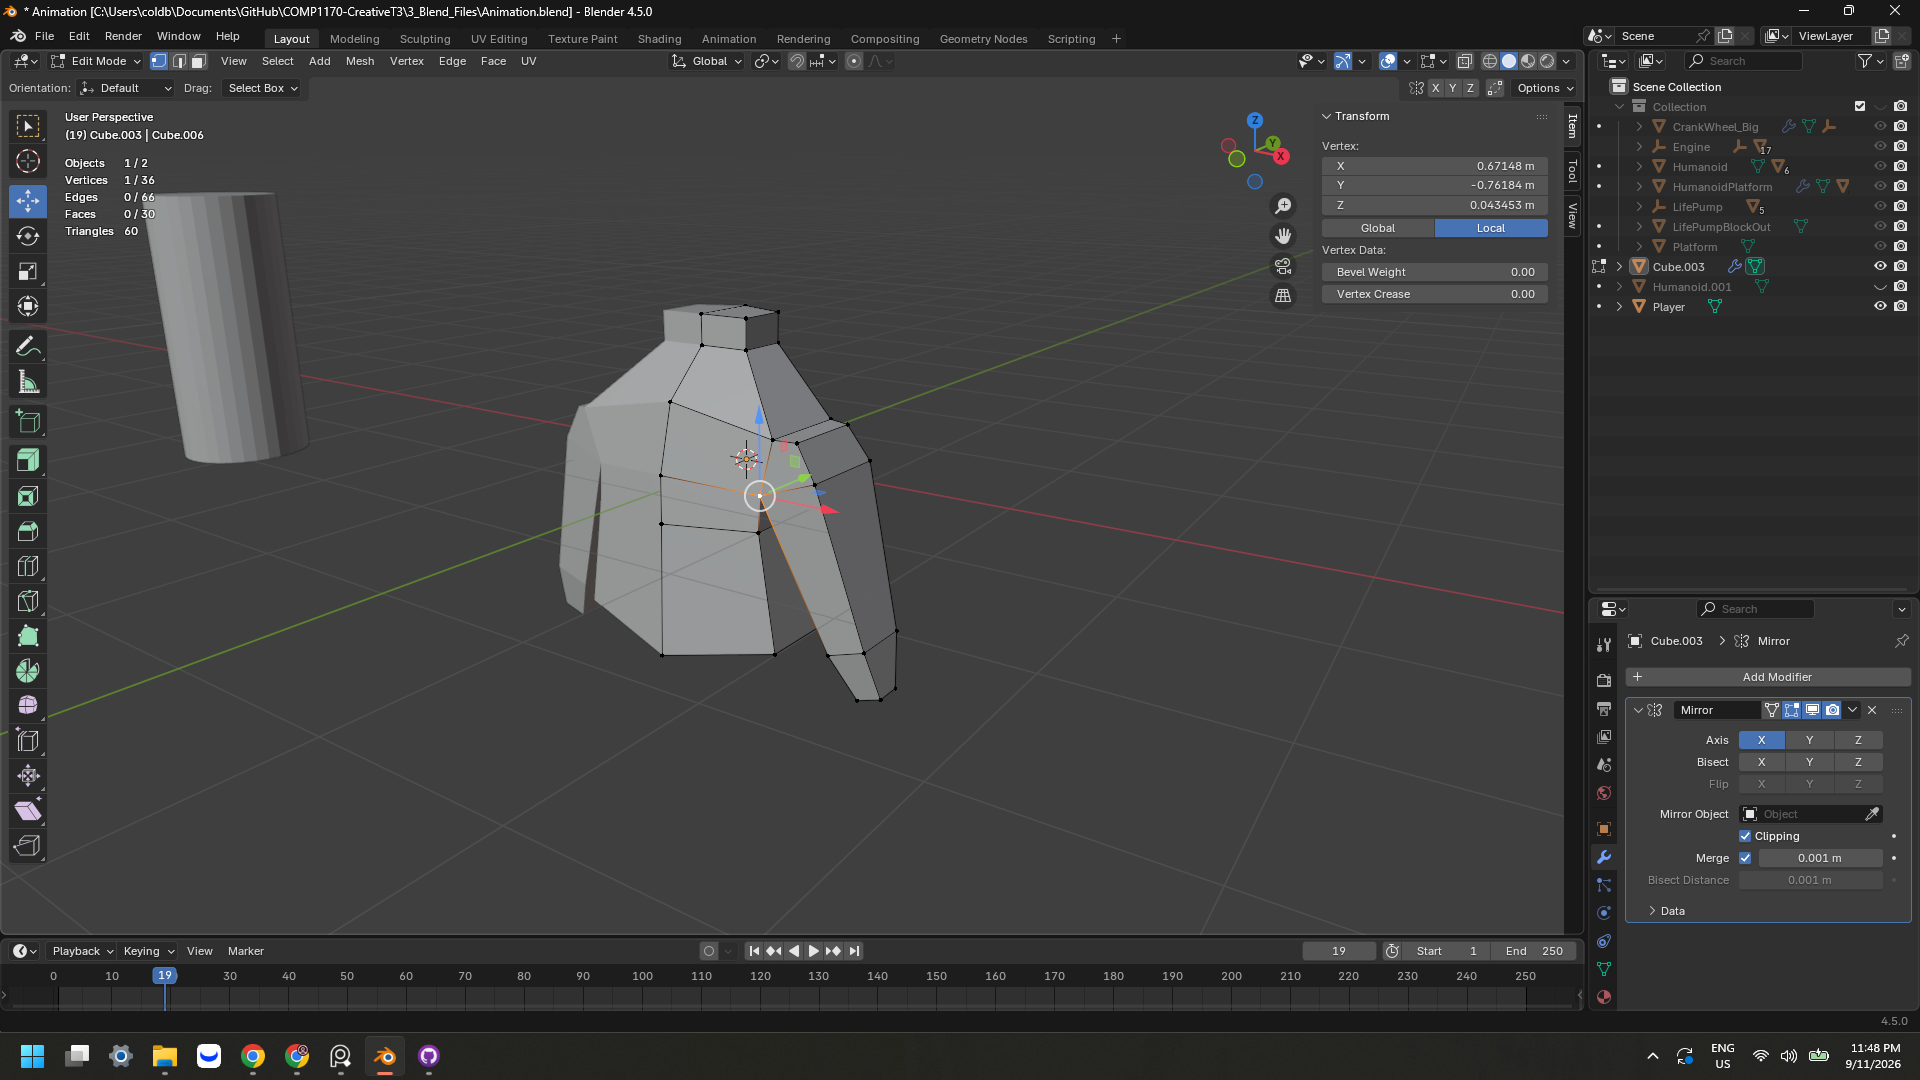 * Animation [C:\Users\coldb\Documents\GitHub\COMP1170-CreativeT3\3_Blend_Files\Animation.blend] - Blender 4.5.0
File Edit Render Window Help Layout Modeling Sculpting UV Editing Texture Paint Shading Animation Rendering Compositing Geometry Nodes Scripting + Scene ViewLayer
Edit Mode View Select Add Mesh Vertex Edge Face UV Global Search
Orientation: Default Drag: Select Box X Y Z Options
Scene Collection
Collection
CrankWheel_Big
Engine 17
Humanoid 6
HumanoidPlatform
LifePump 5
LifePumpBlockOut
Platform
Cube.003
Humanoid.001
Player
User Perspective
(19) Cube.003 | Cube.006
Objects 1 / 2
Vertices 1 / 36
Edges 0 / 66
Faces 0 / 30
Triangles 60
Z
Y
X
Transform
Vertex:
X 0.67148 m
Y -0.76184 m
Z 0.043453 m
Global Local
Vertex Data:
Bevel Weight 0.00
Vertex Crease 0.00
Item
Tool
View
Search
Cube.003 > Mirror
+ Add Modifier
Mirror
Axis X Y Z
Bisect X Y Z
Flip X Y Z
Mirror Object Object
Clipping
Merge 0.001 m
Bisect Distance 0.001 m
Data
Playback Keying View Marker 19 Start 1 End 250
0 10 19 30 40 50 60 70 80 90 100 110 120 130 140 150 160 170 180 190 200 210 220 230 240 250
4.5.0
ENG
US
11:48 PM
9/11/2026